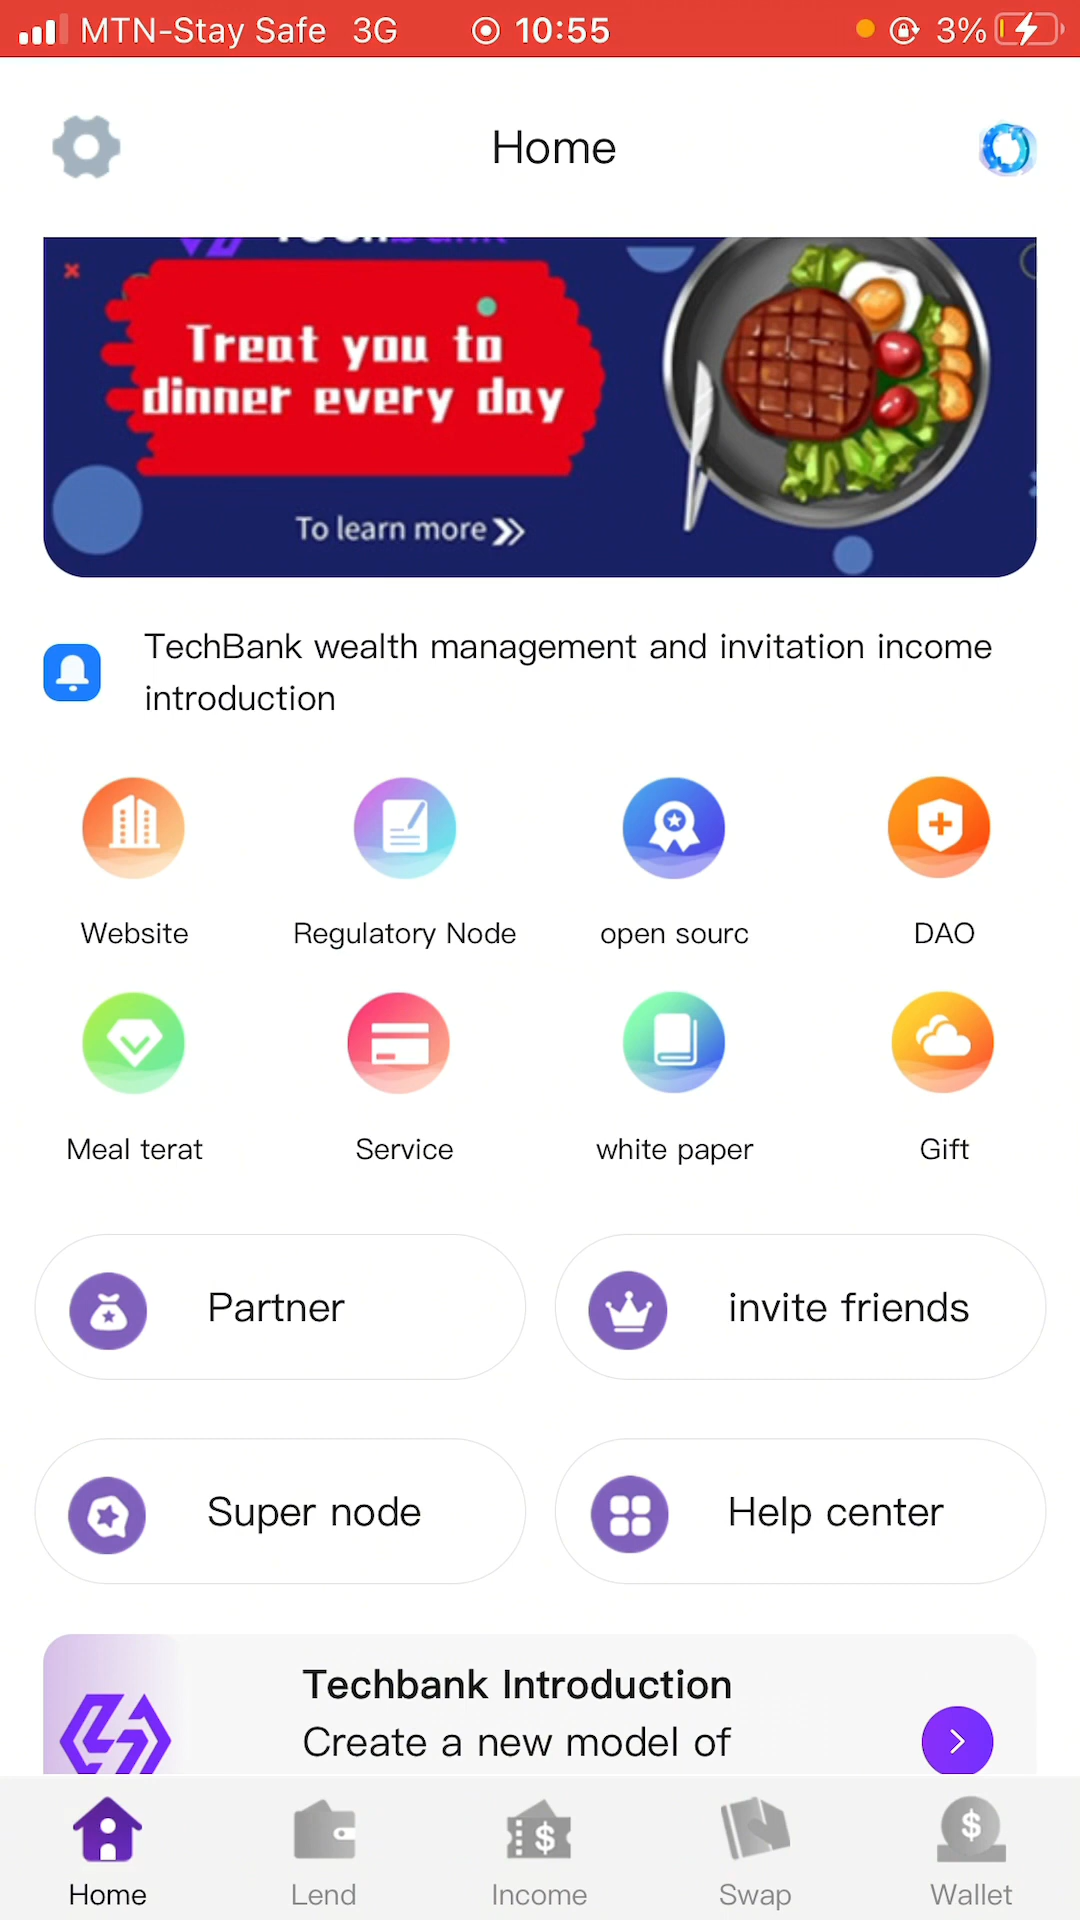 MTN-Stay Safe 3G 10:55 3%
Home
Treat you to
dinner every day
To learn more
TechBank wealth management and invitation income
introduction
Website Regulatory Node open sourc DAO
Meal terat Service white paper Gift
Partner invite friends
Super node Help center
Techbank Introduction
Create a new model of
Home Lend Income Swap Wallet